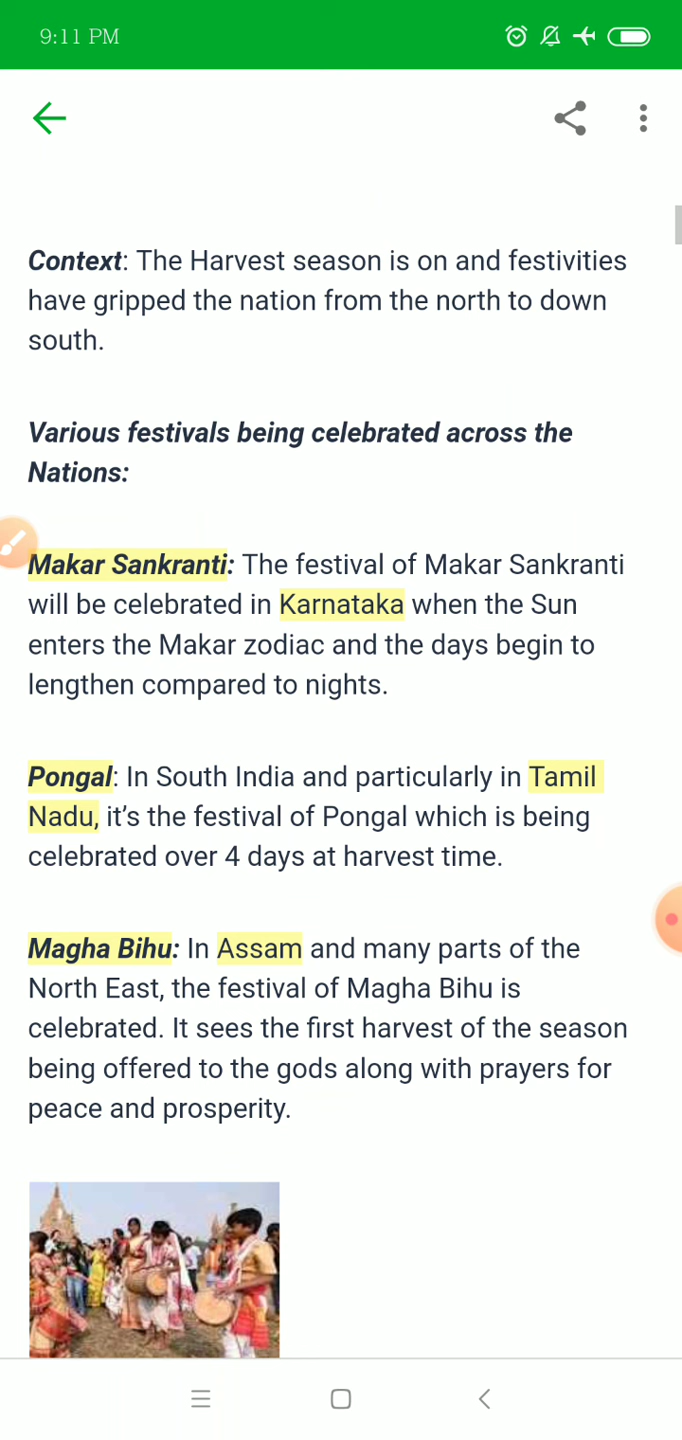 9:11 PM
Context: The Harvest season is on and festivities
have gripped the nation from the north to down
south.
Various festivals being celebrated across the
Nations:
Makar Sankranti: The festival of Makar Sankranti
will be celebrated in Karnataka when the Sun
enters the Makar zodiac and the days begin to
lengthen compared to nights.
Pongal: In South India and particularly in Tamil
Nadu, it’s the festival of Pongal which is being
celebrated over 4 days at harvest time.
Magha Bihu: In Assam and many parts of the
North East, the festival of Magha Bihu is
celebrated. It sees the first harvest of the season
being offered to the gods along with prayers for
peace and prosperity.